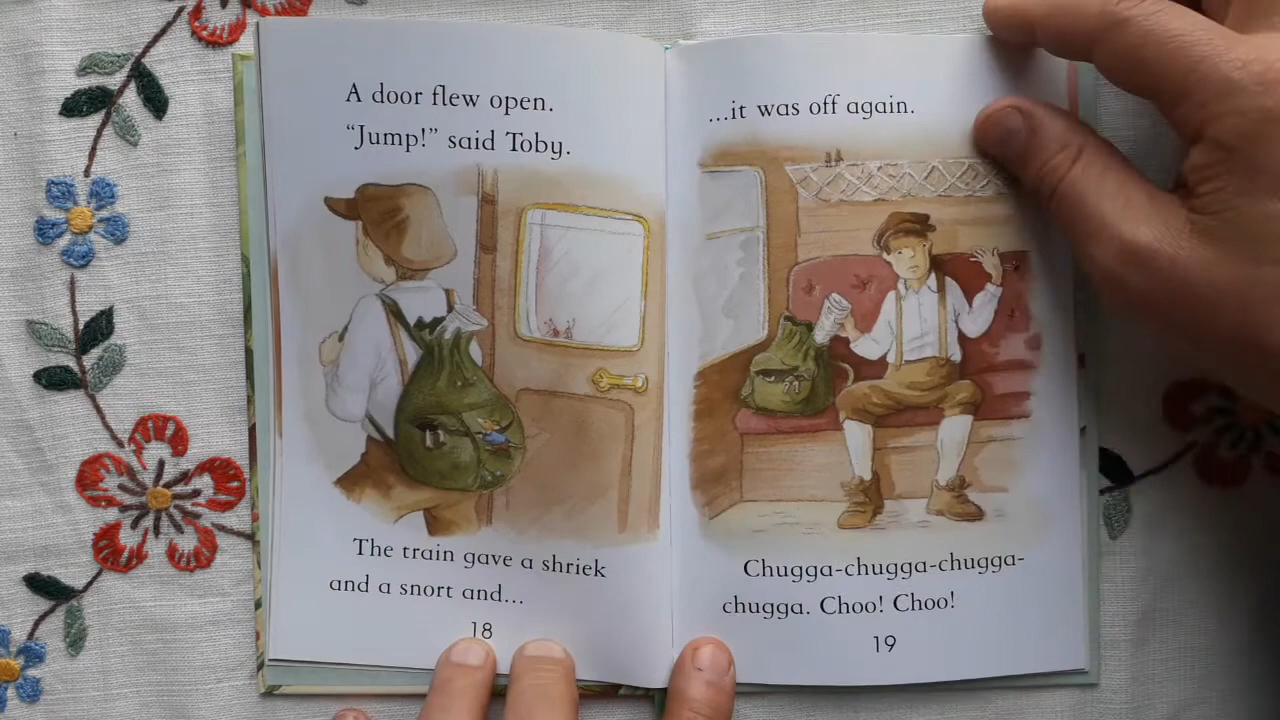 A door flew open.
“Jump!” said Toby.
The train gave a shriek
and a snort and...
18
...it was off again.
Chugga-chugga-chugga-
chugga. Choo! Choo!
19